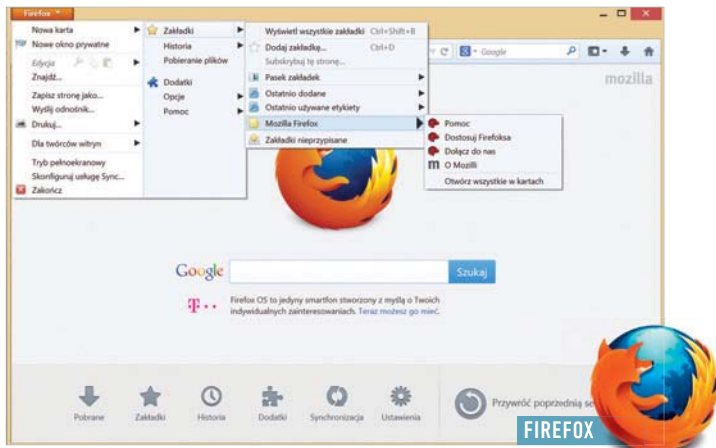 Firefox
Nowa karta
Nowe okno prywatne
Edycja
Znajdź...
Zapisz stronę jako...
Wyślij odnośnik...
Drukuj...
Dla twórców witryn
Tryb pełnoekranowy
Skonfiguruj usługę Sync...
Zakończ
Zakładki
Historia
Pobieranie plików
Dodatki
Opcje
Pomoc
Wyświetl wszystkie zakładki Ctrl+Shift+B
Dodaj zakładkę... Ctrl+D
Subskrybuj tę stronę...
Pasek zakładek
Ostatnio dodane
Ostatnio używane etykiety
Mozilla Firefox
Zakładki nieprzypisane
Pomoc
Dostosuj Firefoksa
Dołącz do nas
m O Mozilli
Otwórz wszystkie w kartach
8 Google
mozilla
Google
Szukaj
T
Firefox OS to jedyny smartfon stworzony z myślą o Twoich
indywidualnych zainteresowaniach. Teraz możesz go mieć.
Pobrane
Zakładki
Historia
Dodatki
Synchronizacja
Ustawienia
Przywróć poprzednią se
FIREFOX